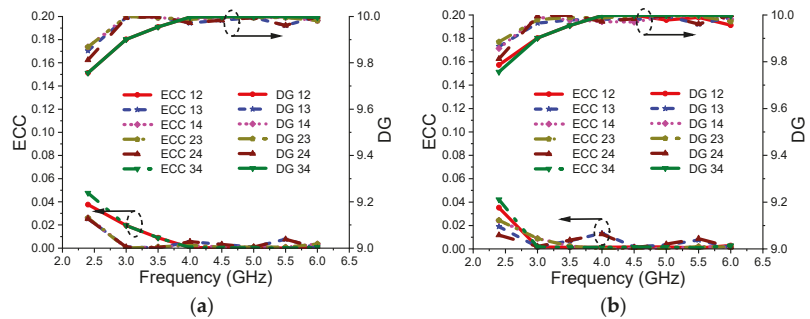 0.20
0.18
0.16
0.14
0.12
0.10
0.08
0.06
0.04
0.02
0.00
ECC
10.0
9.8
9.6
9.4
9.2
9.0
DG
ECC 12
ECC 13
ECC 14
ECC 23
ECC 24
ECC 34
DG 12
DG 13
DG 14
DG 23
DG 24
DG 34
2.0 2.5 3.0 3.5 4.0 4.5 5.0 5.5 6.0 6.5
Frequency (GHz)
(a)
0.20
0.18
0.16
0.14
0.12
0.10
0.08
0.06
0.04
0.02
0.00
ECC
10.0
9.8
9.6
9.4
9.2
9.0
DG
ECC 12
ECC 13
ECC 14
ECC 23
ECC 24
ECC 34
DG 12
DG 13
DG 14
DG 23
DG 24
DG 34
2.0 2.5 3.0 3.5 4.0 4.5 5.0 5.5 6.0 6.5
Frequency (GHz)
(b)